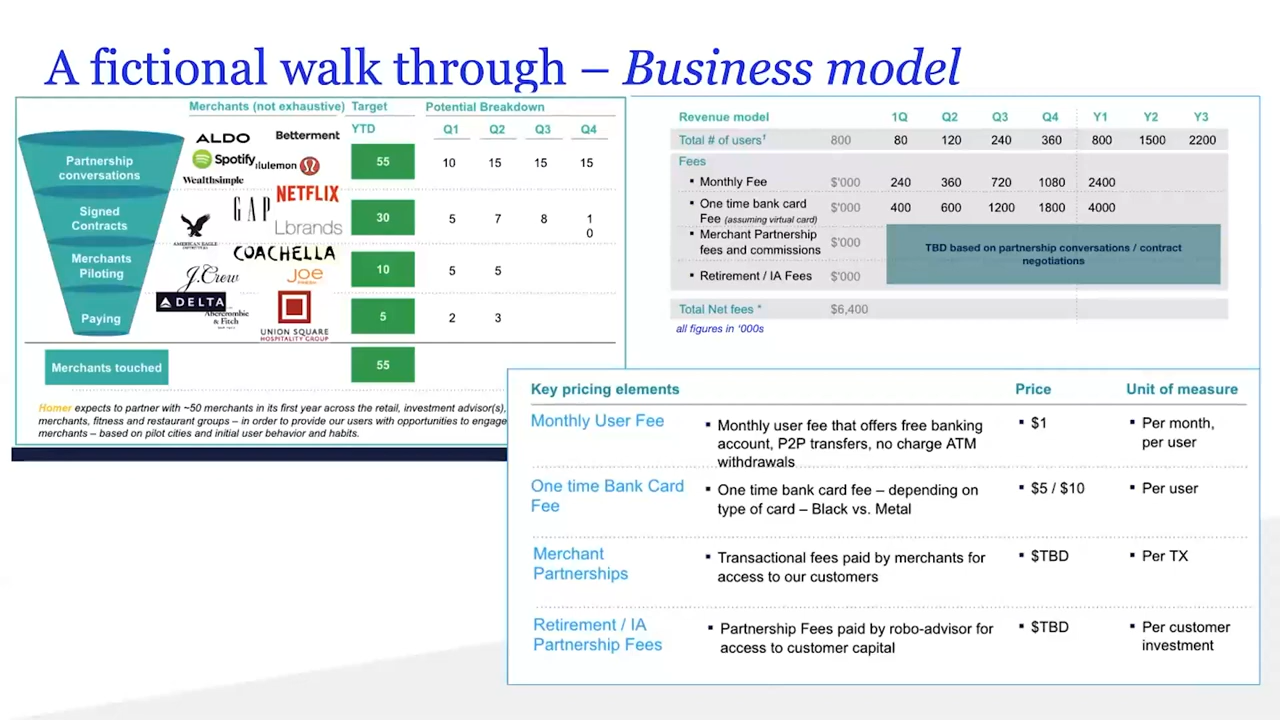 A fictional walk through – Business model
Merchants (not exhaustive) Target Potential Breakdown
YTD Q1 Q2 Q3 Q4
Partnership
conversations
ALDO Betterment
Spotify lululemon
Wealthsimple
55 10 15 15 15
Signed
Contracts
NETFLIX
GAP
Lbrands
AMERICAN EAGLE
30 5 7 8 1
0
Merchants
Piloting
COACHELLA
J.Crew JOE
FRESH
10 5 5
Paying
DELTA
Abercrombie
& Fitch
NEW YORK
UNION SQUARE
HOSPITALITY GROUP
5 2 3
Merchants touched 55
Homer expects to partner with ~50 merchants in its first year across the retail, investment advisor(s),
merchants, fitness and restaurant groups – in order to provide our users with opportunities to engage
merchants – based on pilot cities and initial user behavior and habits.
Revenue model 1Q Q2 Q3 Q4 Y1 Y2 Y3
Total # of users¹ 800 80 120 240 360 800 1500 2200
Fees
▪ Monthly Fee $'000 240 360 720 1080 2400
▪ One time bank card
Fee (assuming virtual card) $'000 400 600 1200 1800 4000
▪ Merchant Partnership
fees and commissions $'000
▪ Retirement / IA Fees $'000
TBD based on partnership conversations / contract
negotiations
Total Net fees * $6,400
all figures in ‘000s
Key pricing elements Price Unit of measure
Monthly User Fee
▪ Monthly user fee that offers free banking
account, P2P transfers, no charge ATM
withdrawals
▪ $1
▪ Per month,
per user
One time Bank Card
Fee
▪ One time bank card fee – depending on
type of card – Black vs. Metal
▪ $5 / $10
▪ Per user
Merchant
Partnerships
▪ Transactional fees paid by merchants for
access to our customers
▪ $TBD
▪ Per TX
Retirement / IA
Partnership Fees
▪ Partnership Fees paid by robo-advisor for
access to customer capital
▪ $TBD
▪ Per customer
investment